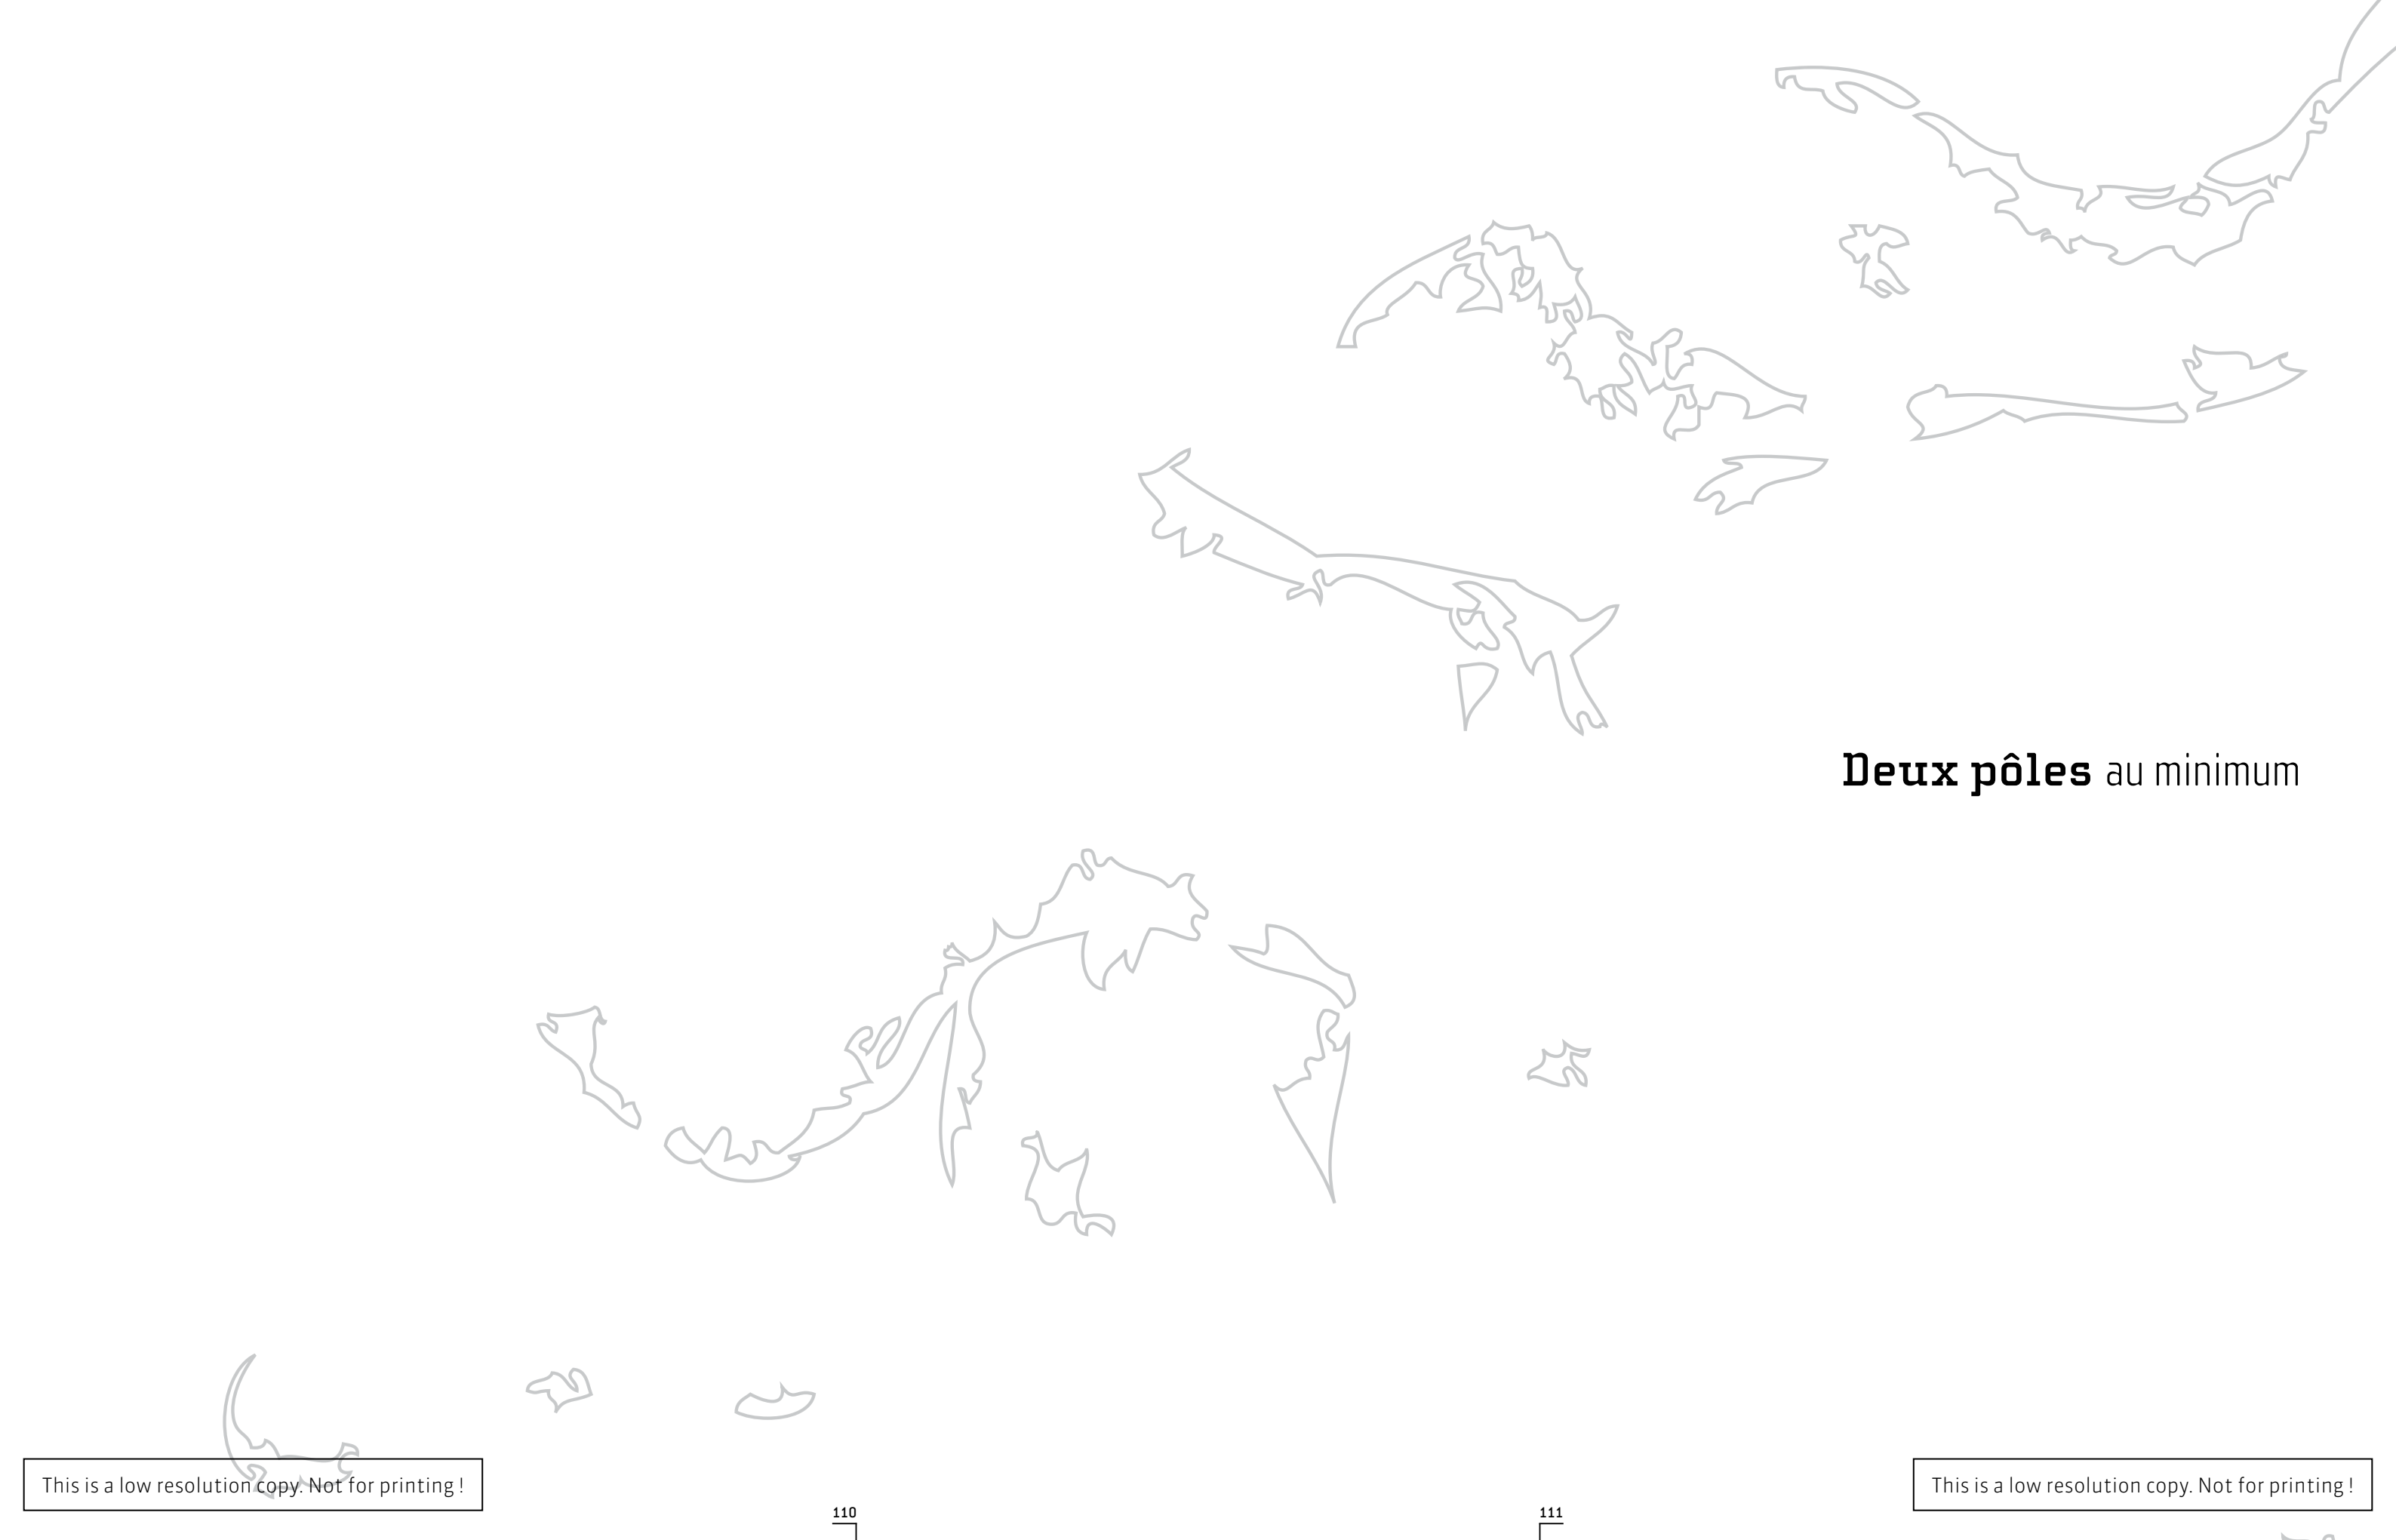 Deux pôles au minimum
This is a low resolution copy. Not for printing !
This is a low resolution copy. Not for printing !
110
111